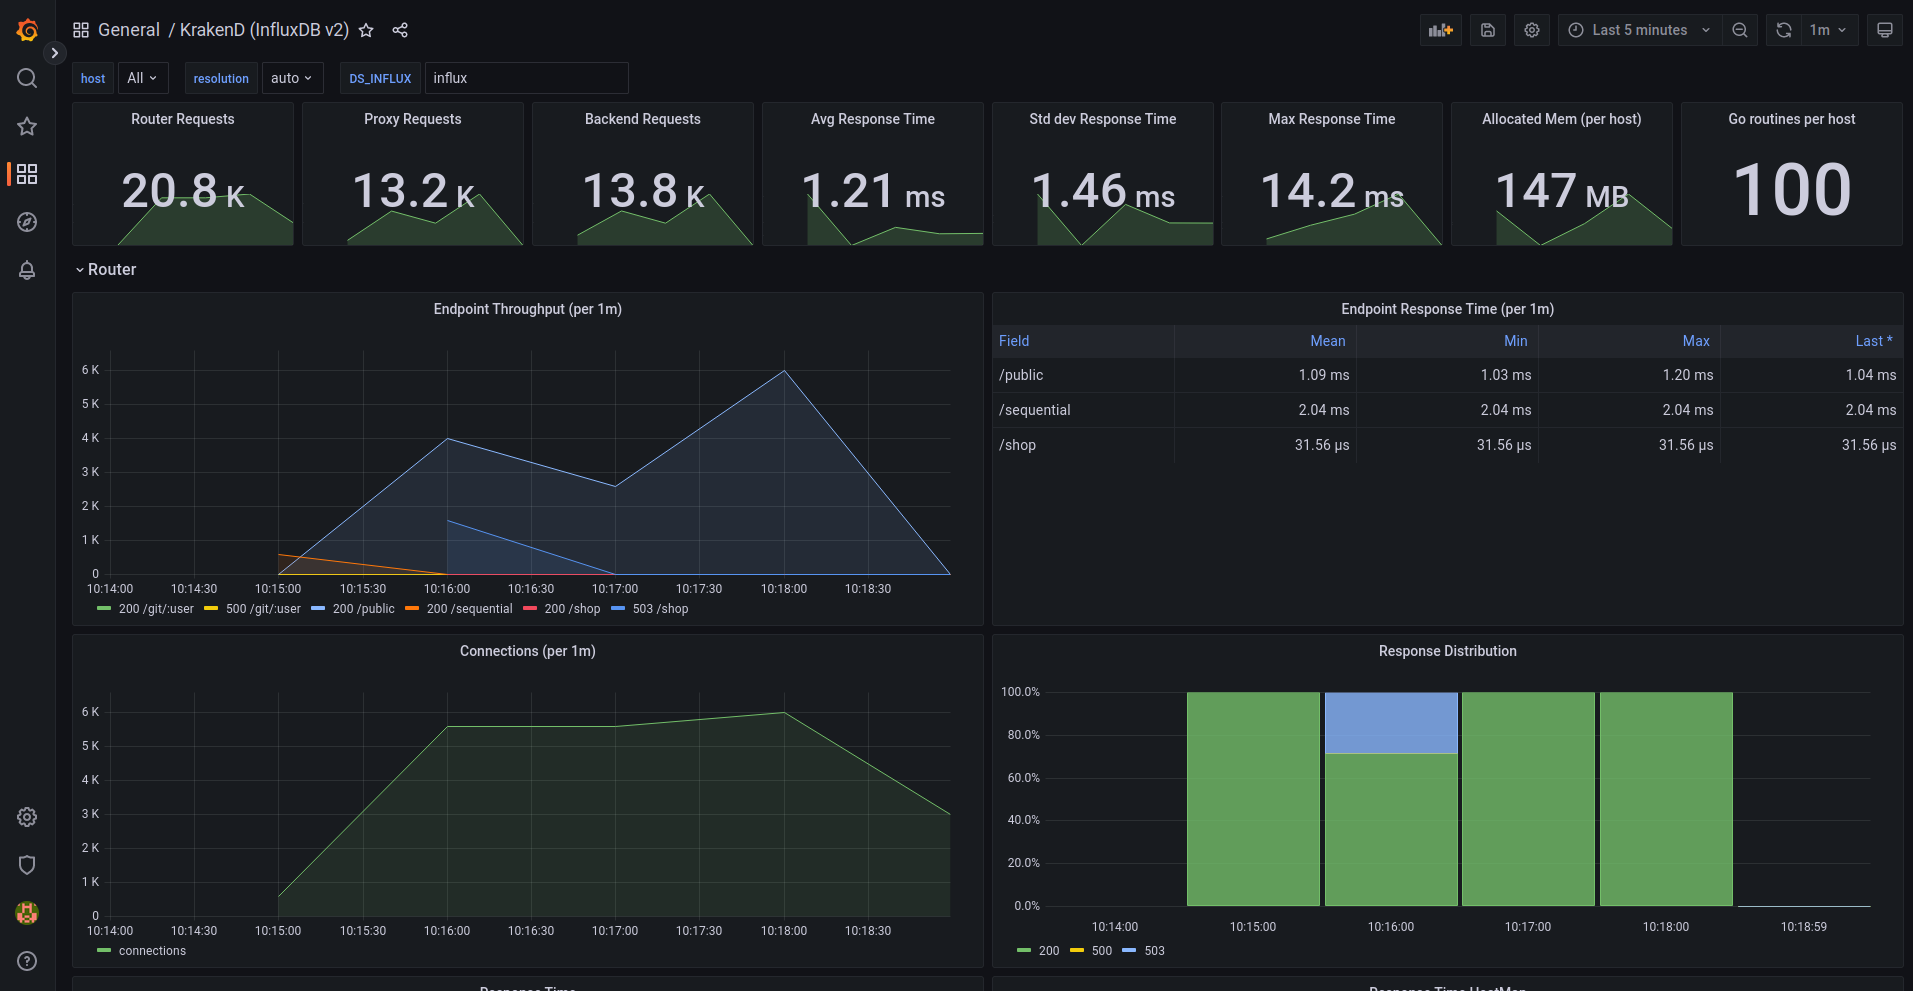 General / KrakenD (InfluxDB v2)
Last 5 minutes
1m
host All resolution auto DS_INFLUX influx
Router Requests
20.8 K
Proxy Requests
13.2 K
Backend Requests
13.8 K
Avg Response Time
1.21 ms
Std dev Response Time
1.46 ms
Max Response Time
14.2 ms
Allocated Mem (per host)
147 MB
Go routines per host
100
Router
Endpoint Throughput (per 1m)
6 K
5 K
4 K
3 K
2 K
1 K
0
10:14:00 10:14:30 10:15:00 10:15:30 10:16:00 10:16:30 10:17:00 10:17:30 10:18:00 10:18:30
200 /git/:user 500 /git/:user 200 /public 200 /sequential 200 /shop 503 /shop
Endpoint Response Time (per 1m)
Field Mean Min Max Last *
/public 1.09 ms 1.03 ms 1.20 ms 1.04 ms
/sequential 2.04 ms 2.04 ms 2.04 ms 2.04 ms
/shop 31.56 µs 31.56 µs 31.56 µs 31.56 µs
Connections (per 1m)
6 K
5 K
4 K
3 K
2 K
1 K
0
10:14:00 10:14:30 10:15:00 10:15:30 10:16:00 10:16:30 10:17:00 10:17:30 10:18:00 10:18:30
connections
Response Distribution
100.0%
80.0%
60.0%
40.0%
20.0%
0.0%
10:14:00 10:15:00 10:16:00 10:17:00 10:18:00 10:18:59
200 500 503
Response Time
Response Time